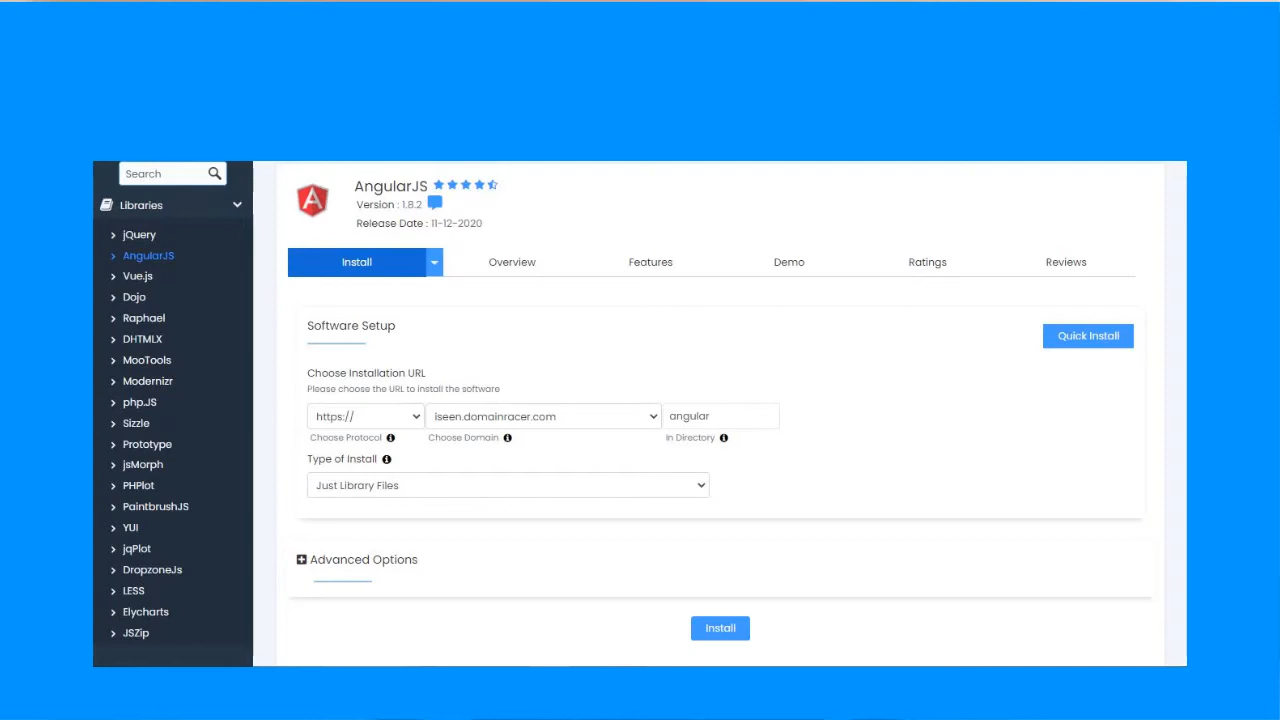 Search
Libraries
jQuery
AngularJS
Vue.js
Dojo
Raphael
DHTMLX
MooTools
Modernizr
php.JS
Sizzle
Prototype
jsMorph
PHPlot
PaintbrushJS
YUI
jqPlot
DropzoneJs
LESS
Elycharts
JSZip
AngularJS
Version : 1.8.2
Release Date : 11-12-2020
Install Overview Features Demo Ratings Reviews
Software Setup
Quick Install
Choose Installation URL
Please choose the URL to install the software
https:// iseen.domainracer.com angular
Choose Protocol Choose Domain In Directory
Type of Install
Just Library Files
Advanced Options
Install